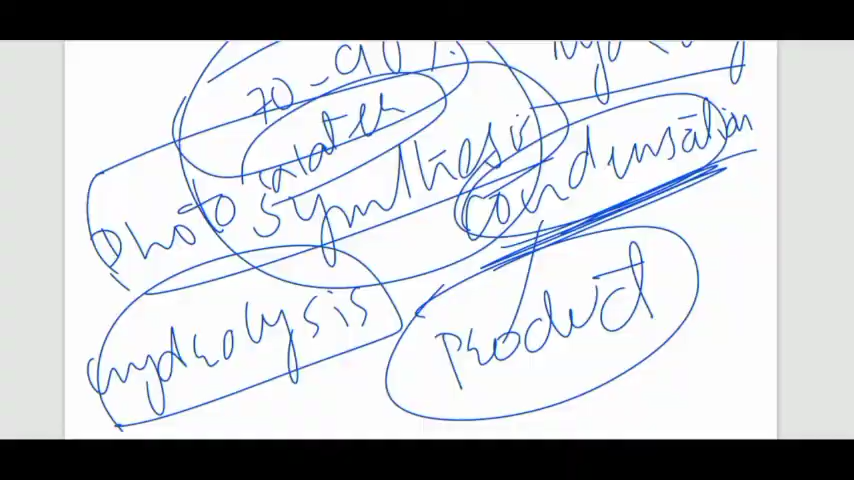 70-90%
water
photosynthesis
condensation
hydrolysis
Product